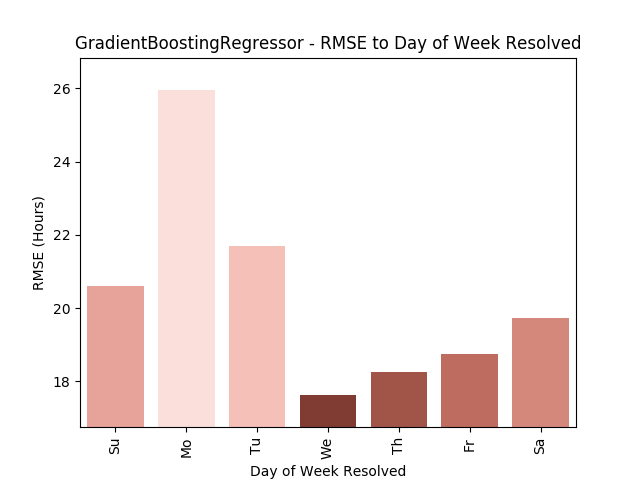 GradientBoostingRegressor - RMSE to Day of Week Resolved
26
24
22
20
18
RMSE (Hours)
Su
Mo
Tu
We
Th
Fr
Sa
Day of Week Resolved